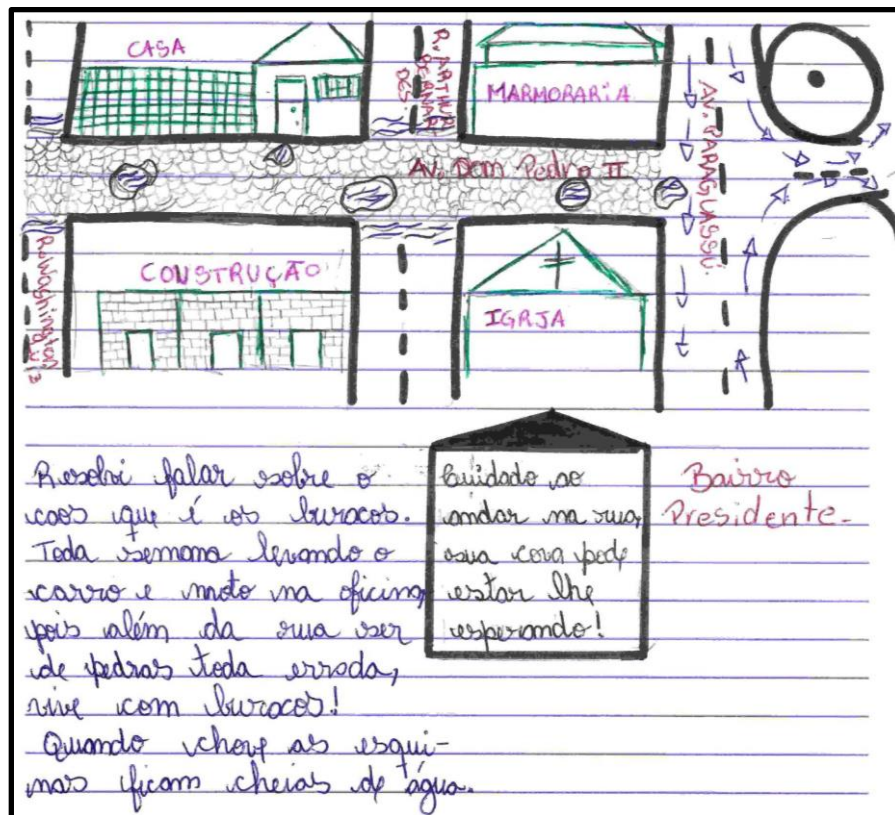 CASA
R. ARTHUR
BERNAR
DES
MARMORARIA
AV. PARAGUASSÚ.
Av. Dom Pedro II
R. Washington
Luiz
CONSTRUÇÃO
IGRJA
Resolvi falar sobre o
caos que é os buracos.
Toda semana levando o
carro e moto na oficina,
pois além da rua ser
de pedras toda errada,
vive com buracos!
Quando chove as esqui-
nas ficam cheias de água.
Cuidado ao
andar na rua,
sua cova pode
estar lhe
esperando!
Bairro
Presidente.